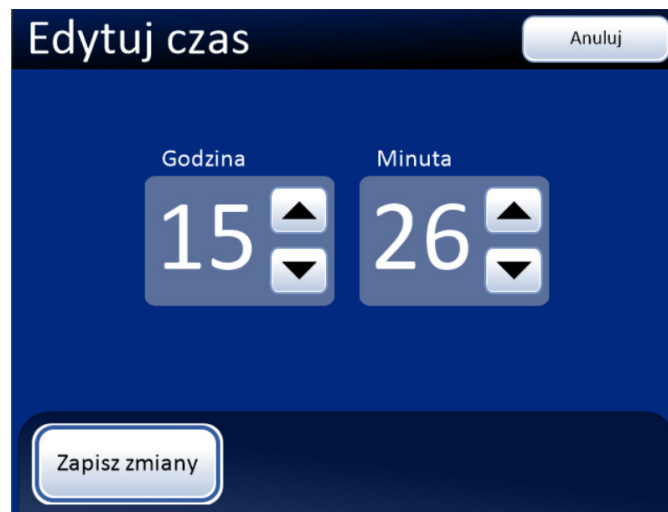 Edytuj czas
Anuluj
Godzina
Minuta
15
26
Zapisz zmiany